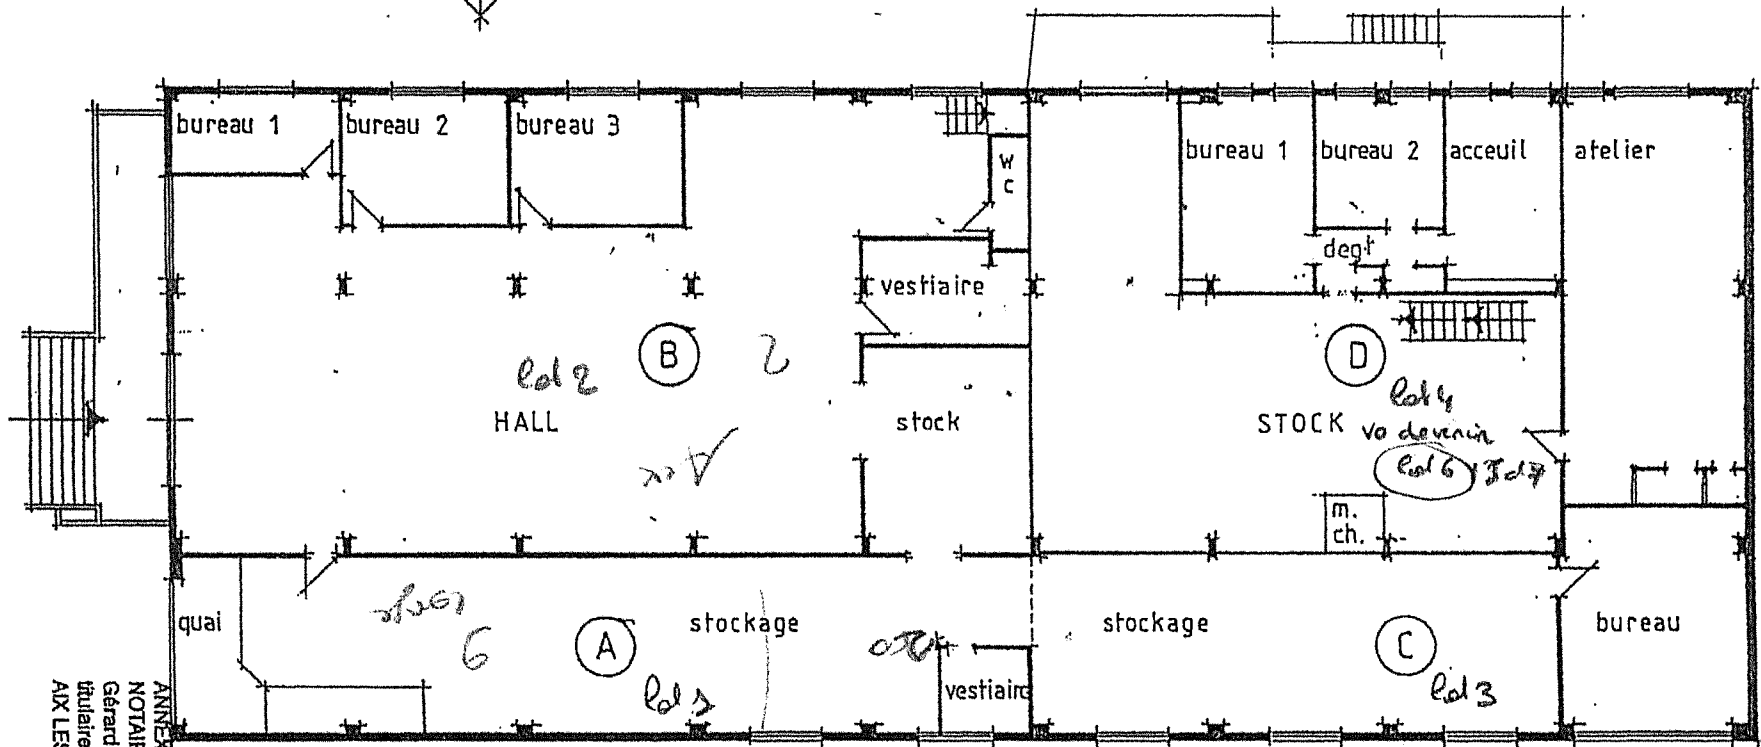 bureau 1
bureau 2
bureau 3
w
c
bureau 1
bureau 2
acceuil
atelier
degt
vestiaire
B
2
lot 2
HALL
stock
D
lot 4
STOCK
va devenir
lot 6
m.
ch.
quai
6
A
stockage
lot 1
vestiaire
stockage
C
lot 3
bureau
ANNEX
NOTAIR
Gérard
titulaire
AIX LES